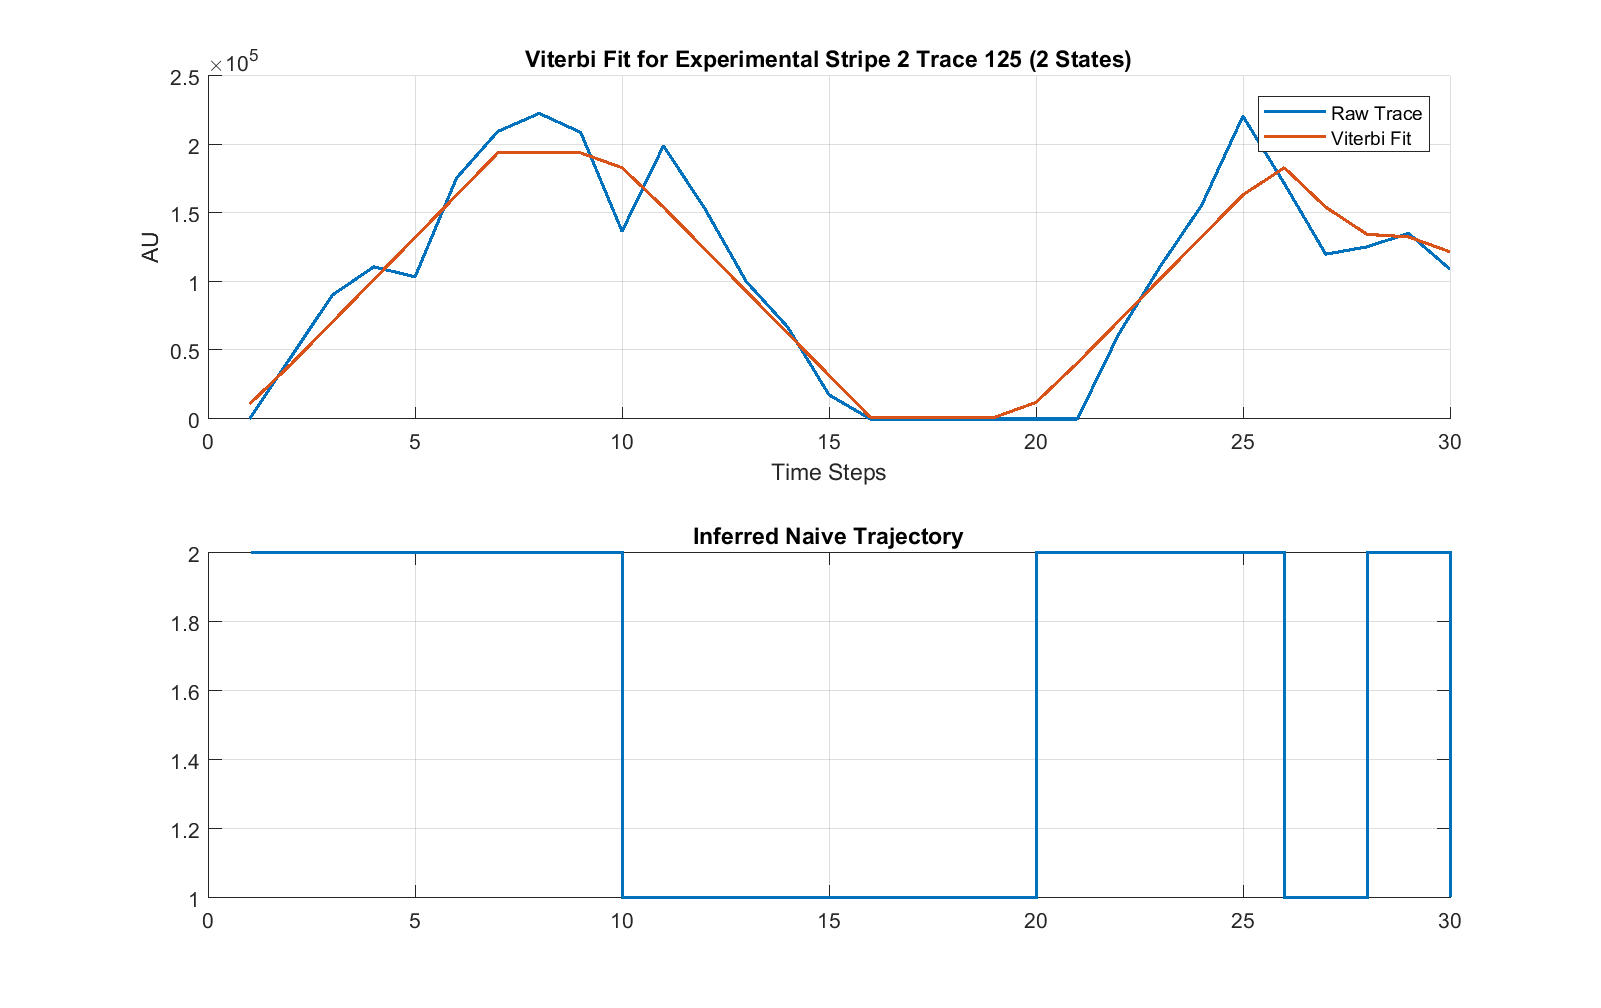 Viterbi Fit for Experimental Stripe 2 Trace 125 (2 States)
×10⁵
2.5
2
1.5
1
0.5
0
AU
Raw Trace
Viterbi Fit
0 5 10 15 20 25 30
Time Steps
Inferred Naive Trajectory
2
1.8
1.6
1.4
1.2
1
0 5 10 15 20 25 30